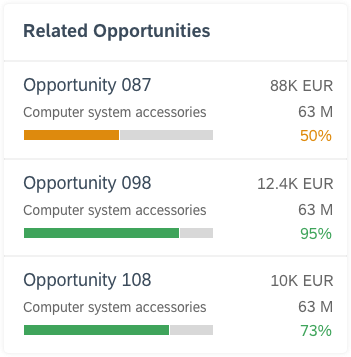 Related Opportunities
Opportunity 087 88K EUR
Computer system accessories 63 M
50%
Opportunity 098 12.4K EUR
Computer system accessories 63 M
95%
Opportunity 108 10K EUR
Computer system accessories 63 M
73%